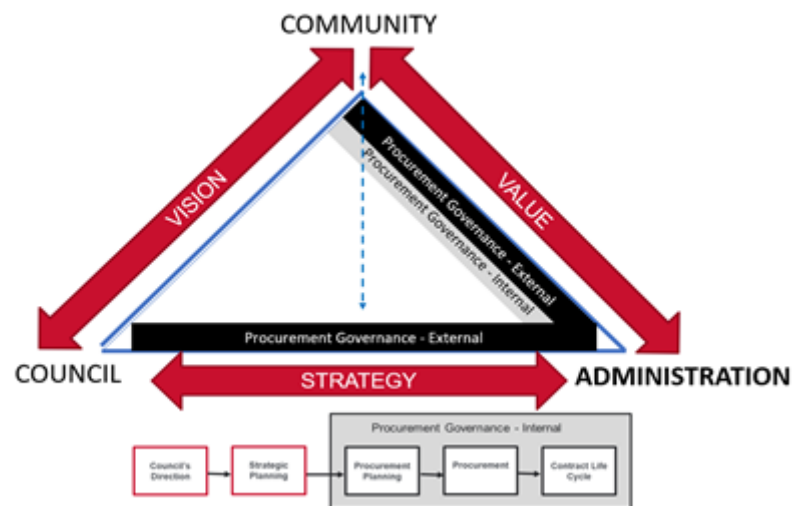 COMMUNITY
VISION
VALUE
Procurement Governance - External
Procurement Governance - Internal
Procurement Governance - External
COUNCIL
STRATEGY
ADMINISTRATION
Procurement Governance - Internal
Council's
Direction
Strategic
Planning
Procurement
Planning
Procurement
Contract Life
Cycle